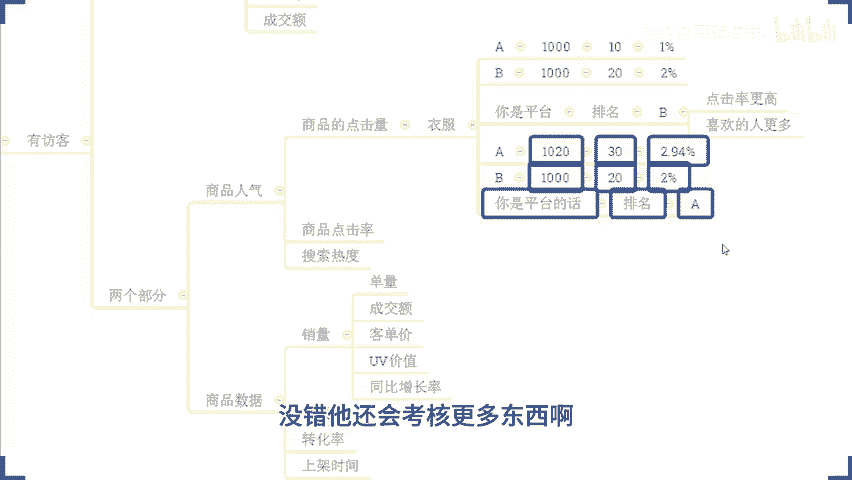 成交额
A 1000 10 1%
B 1000 20 2%
你是平台 排名 B
点击率更高
喜欢的人更多
商品的点击量 衣服
有访客
A 1020 30 2.94%
B 1000 20 2%
商品人气
你是平台的话 排名 A
商品点击率
搜索热度
单量
两个部分
成交额
销量 客单价
UV价值
同比增长率
商品数据
没错他还会考核更多东西啊
转化率
上架时间